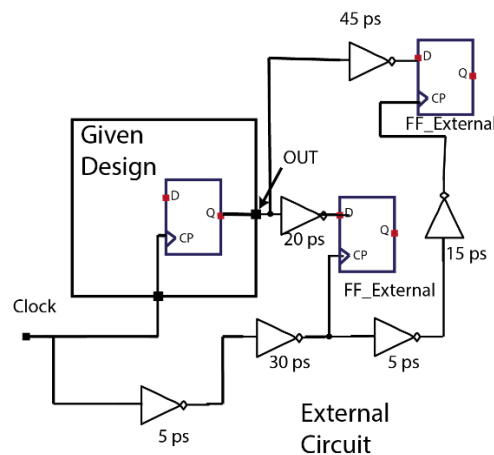 45 ps
D
Q
CP
FF_External
Given
Design
OUT
D
Q
CP
20 ps
D
Q
CP
FF_External
15 ps
Clock
30 ps
5 ps
5 ps
External
Circuit